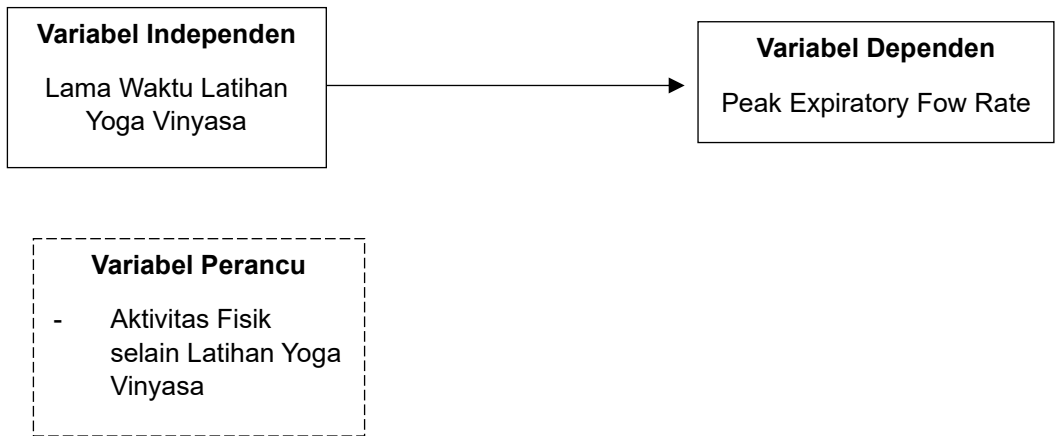 Variabel Independen
Lama Waktu Latihan
Yoga Vinyasa
Variabel Dependen
Peak Expiratory Fow Rate
Variabel Perancu
- Aktivitas Fisik
selain Latihan Yoga
Vinyasa